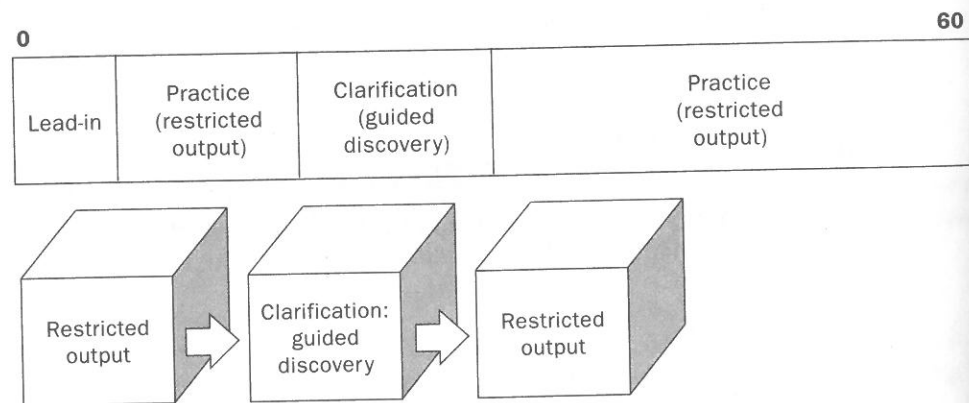 0
60
Lead-in
Practice
(restricted
output)
Clarification
(guided
discovery)
Practice
(restricted
output)
Restricted
output
Clarification:
guided
discovery
Restricted
output